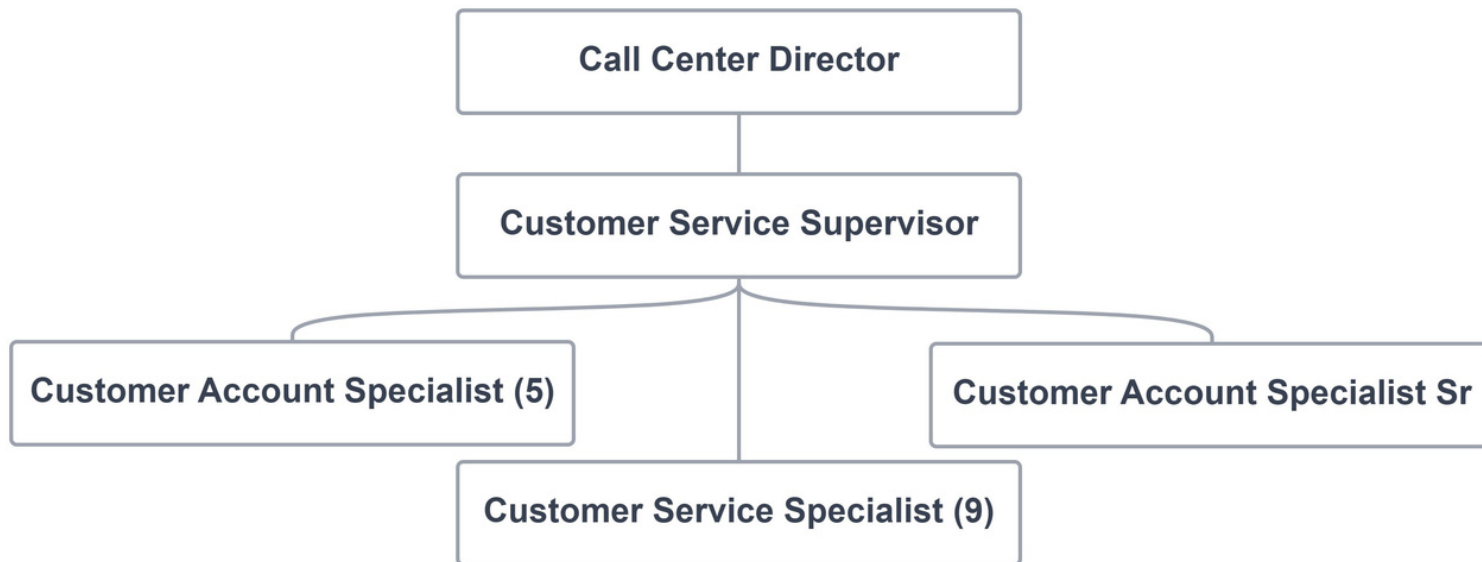 Call Center Director
Customer Service Supervisor
Customer Account Specialist (5)
Customer Account Specialist Sr
Customer Service Specialist (9)